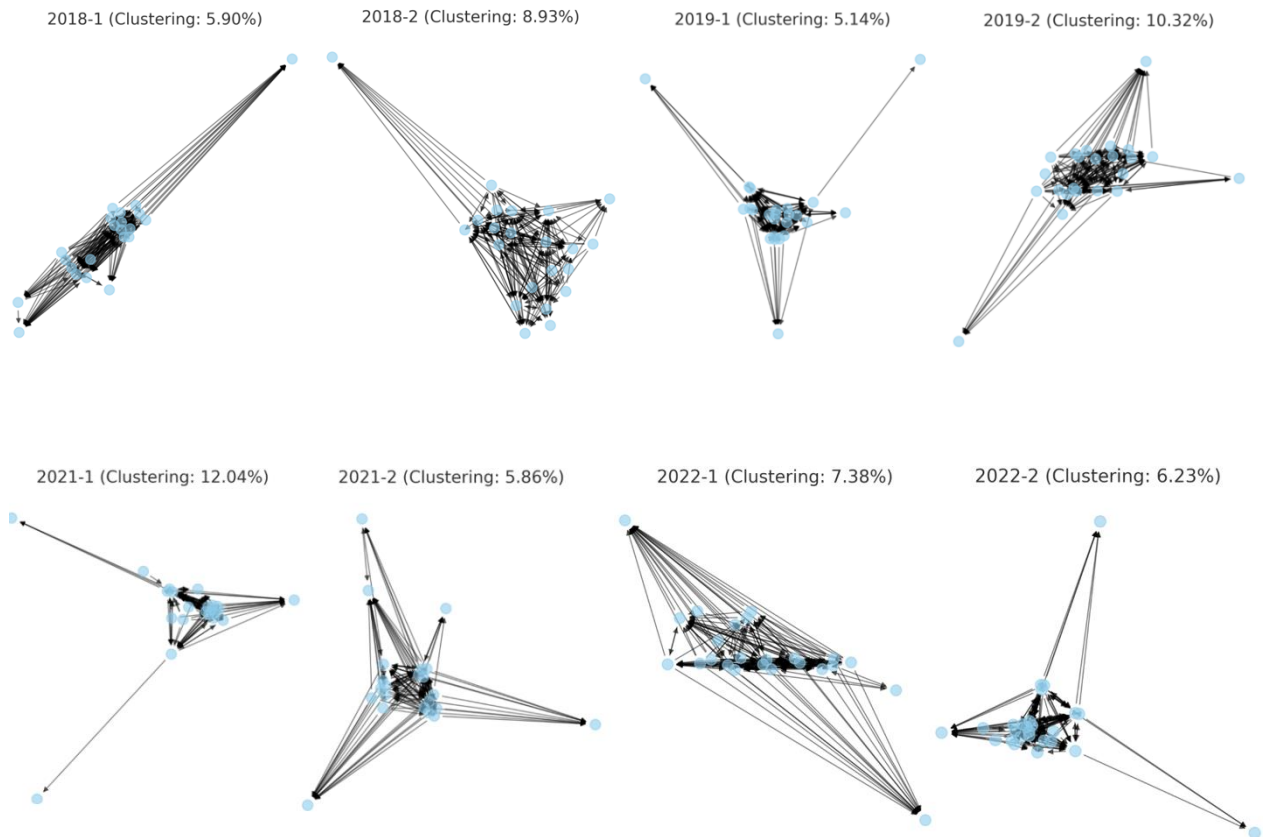 2018-1 (Clustering: 5.90%)
2018-2 (Clustering: 8.93%)
2019-1 (Clustering: 5.14%)
2019-2 (Clustering: 10.32%)
2021-1 (Clustering: 12.04%)
2021-2 (Clustering: 5.86%)
2022-1 (Clustering: 7.38%)
2022-2 (Clustering: 6.23%)